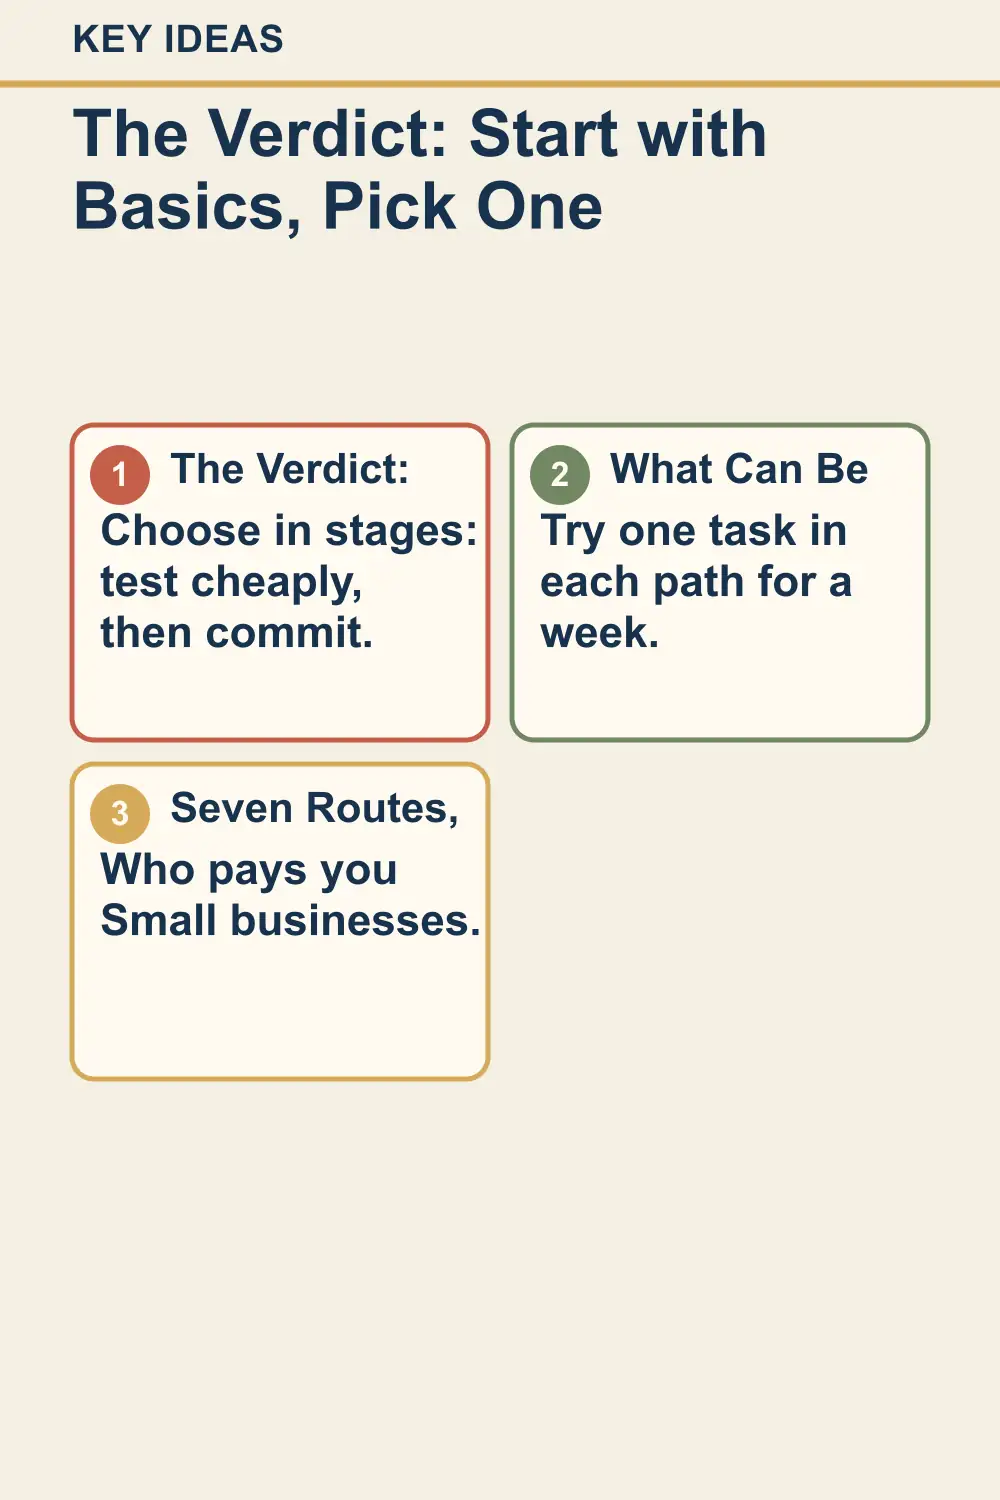 KEY IDEAS
The Verdict: Start with
Basics, Pick One
1 The Verdict:
Choose in stages:
test cheaply,
then commit.
2 What Can Be
Try one task in
each path for a
week.
3 Seven Routes,
Who pays you
Small businesses.